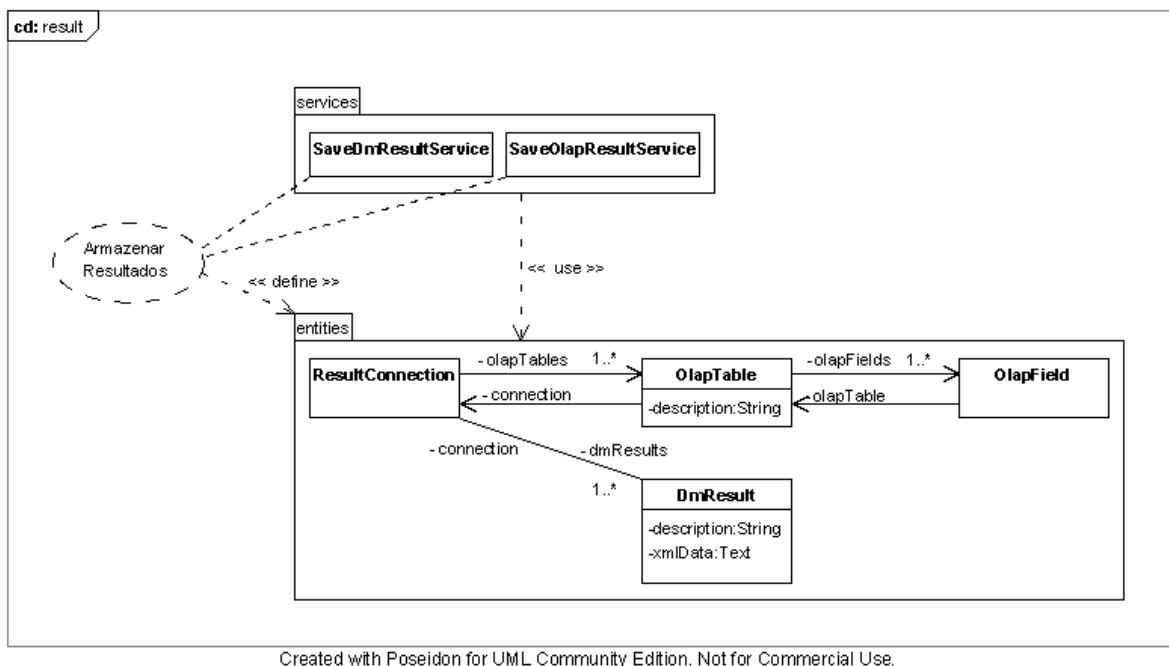 cd: result
services
SaveDmResultService
SaveOlapResultService
Armazenar
Resultados
<< define >>
<< use >>
entities
ResultConnection
-olapTables
1..*
OlapTable
-olapFields
1..*
OlapField
-connection
-description:String
-olapTable
-connection
-dmResults
1..*
DmResult
-description:String
-xmlData:Text
Created with Poseidon for UML Community Edition. Not for Commercial Use.